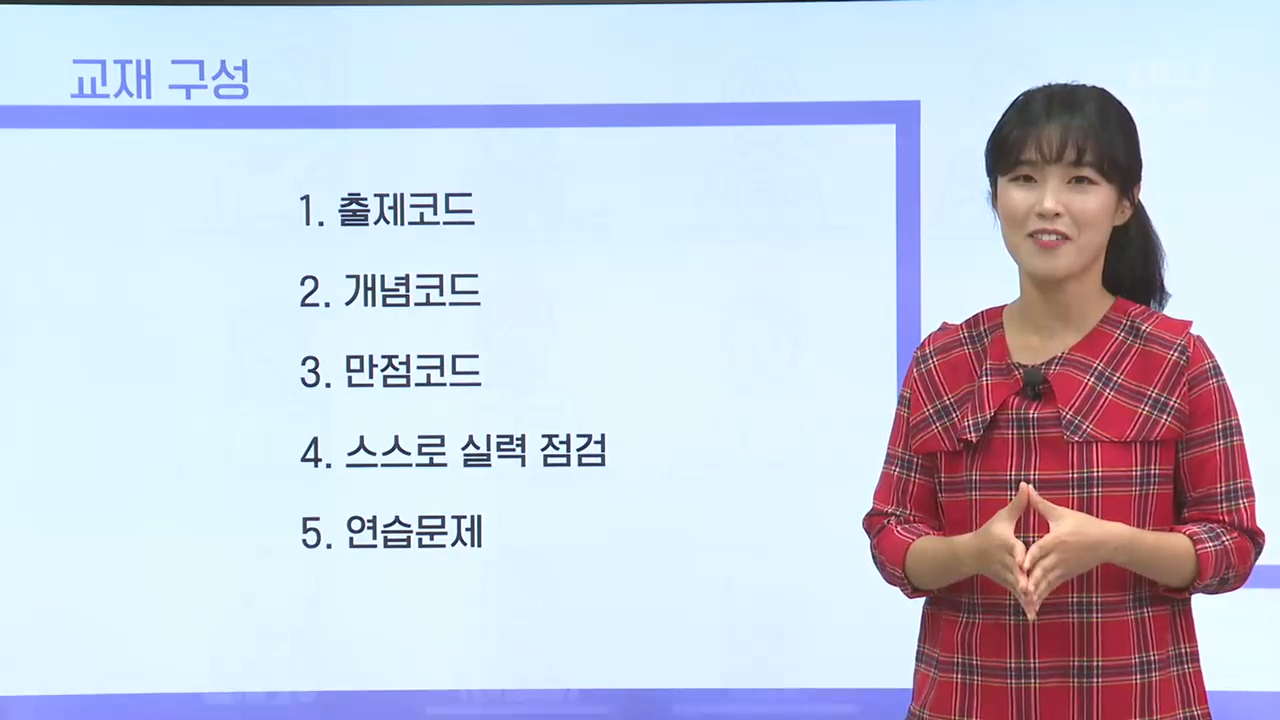 교재 구성
1. 출제코드
2. 개념코드
3. 만점코드
4. 스스로 실력 점검
5. 연습문제